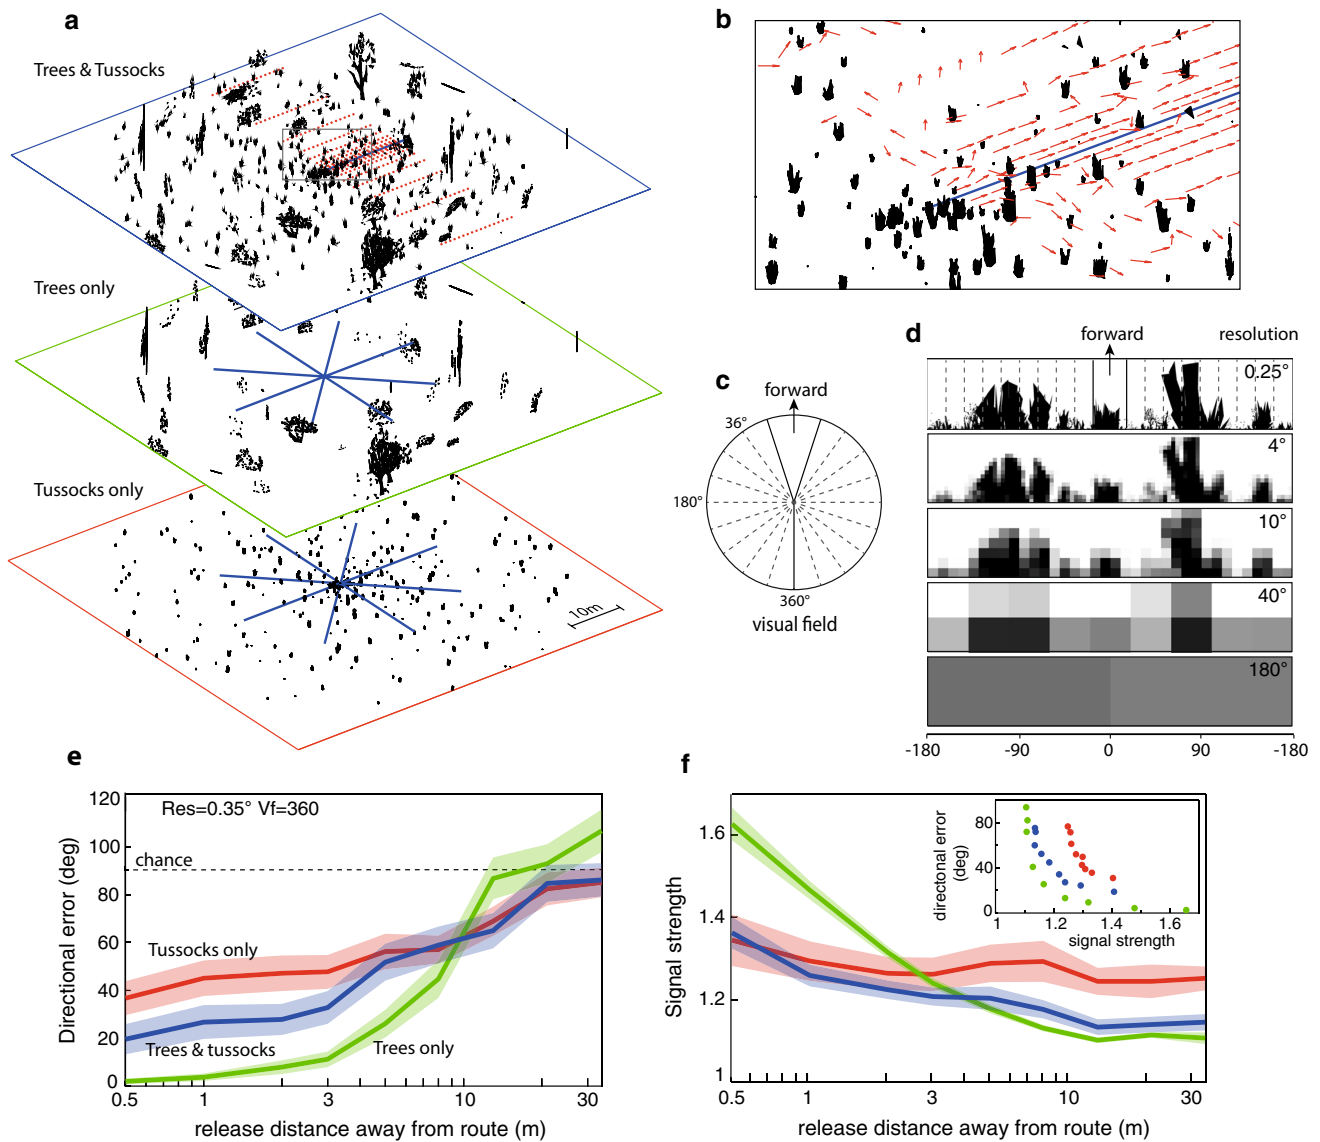 a
Trees & Tussocks
Trees only
Tussocks only
10m
b
c
forward
36°
180°
360°
visual field
d
forward
resolution
0.25°
4°
10°
40°
180°
-180 -90 0 90 -180
e
Res=0.35° Vf=360
chance
Tussocks only
Trees & tussocks
Trees only
Directional error (deg)
120
100
80
60
40
20
0
0.5 1 3 10 30
release distance away from route (m)
f
Signal strength
1.6
1.4
1.2
1
0.5 1 3 10 30
release distance away from route (m)
directonal error
(deg)
80
40
0
1 1.2 1.4 1.6
signal strength